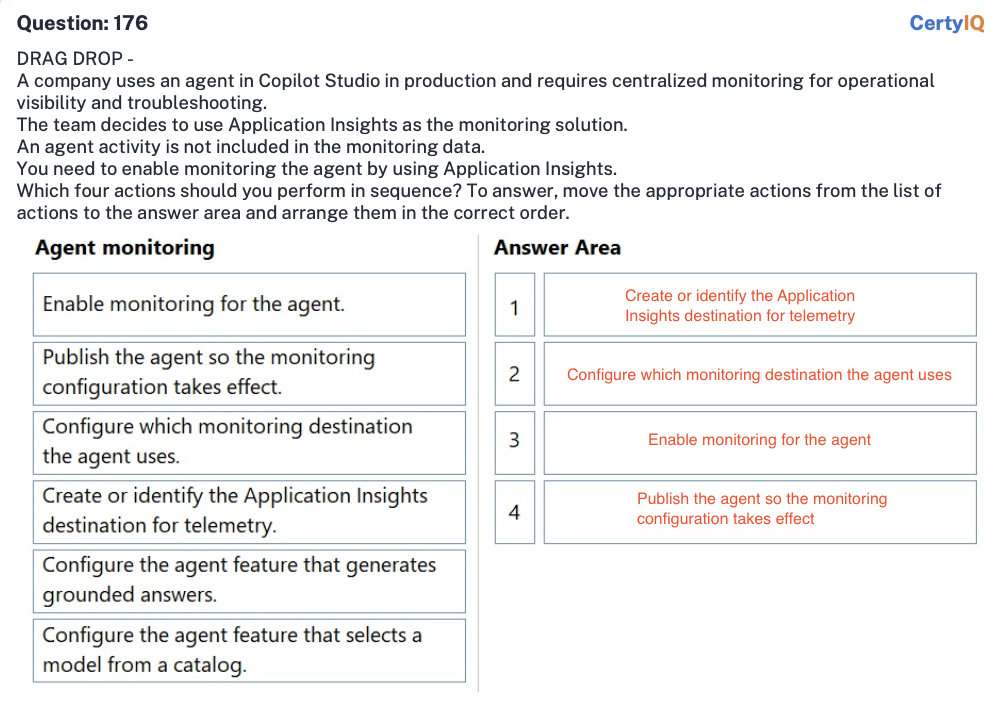 Question: 176
CertyIQ
DRAG DROP -
A company uses an agent in Copilot Studio in production and requires centralized monitoring for operational
visibility and troubleshooting.
The team decides to use Application Insights as the monitoring solution.
An agent activity is not included in the monitoring data.
You need to enable monitoring the agent by using Application Insights.
Which four actions should you perform in sequence? To answer, move the appropriate actions from the list of
actions to the answer area and arrange them in the correct order.
Agent monitoring
Enable monitoring for the agent.
Publish the agent so the monitoring
configuration takes effect.
Configure which monitoring destination
the agent uses.
Create or identify the Application Insights
destination for telemetry.
Configure the agent feature that generates
grounded answers.
Configure the agent feature that selects a
model from a catalog.
Answer Area
1
Create or identify the Application
Insights destination for telemetry
2
Configure which monitoring destination the agent uses
3
Enable monitoring for the agent
4
Publish the agent so the monitoring
configuration takes effect